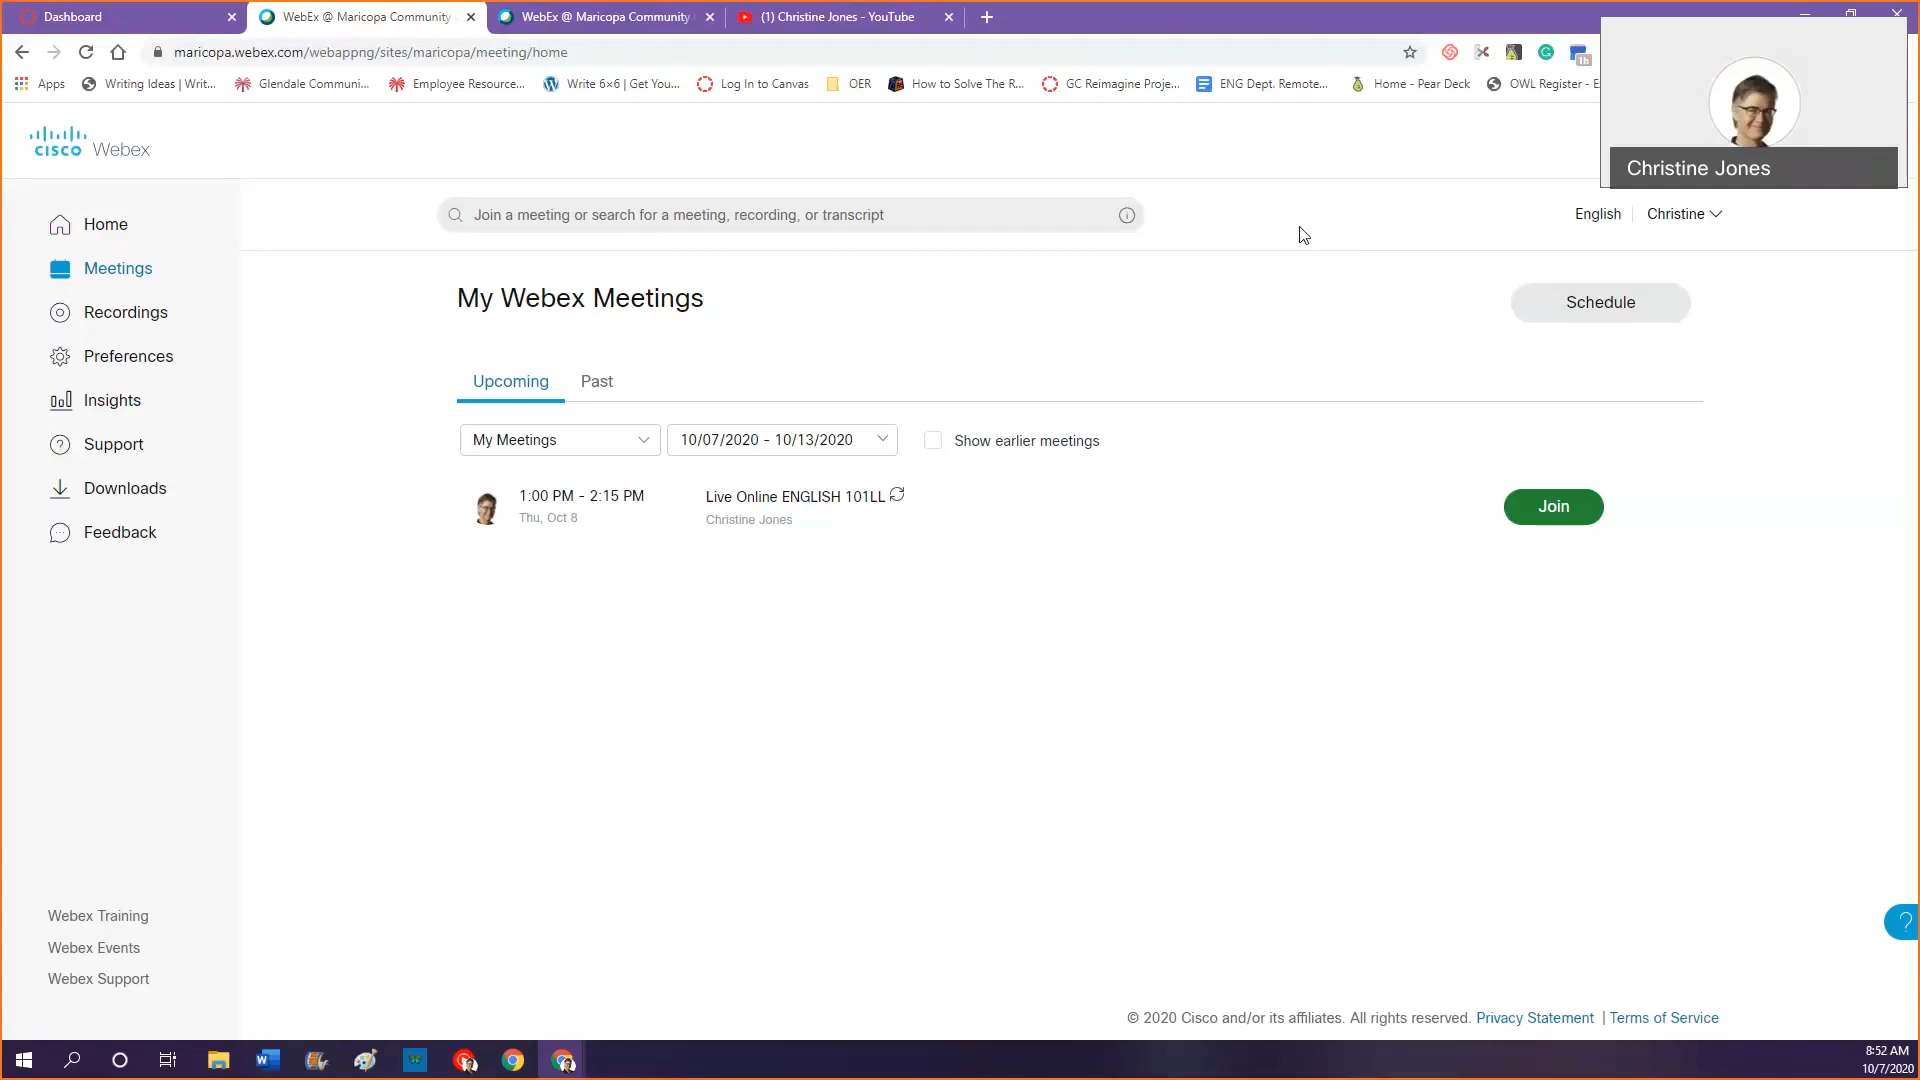 Dashboard
WebEx @ Maricopa Community
WebEx @ Maricopa Community
(1) Christine Jones - YouTube
maricopa.webex.com/webappng/sites/maricopa/meeting/home
Apps
Writing Ideas | Writ...
Glendale Communi...
Employee Resource...
Write 6×6 | Get You...
Log In to Canvas
OER
How to Solve The R...
GC Reimagine Proje...
ENG Dept. Remote...
Home - Pear Deck
OWL Register - E
1h
Christine Jones
CISCO Webex
Join a meeting or search for a meeting, recording, or transcript
English
Christine
Home
Meetings
Recordings
Preferences
Insights
Support
Downloads
Feedback
My Webex Meetings
Schedule
Upcoming
Past
My Meetings
10/07/2020 - 10/13/2020
Show earlier meetings
1:00 PM - 2:15 PM
Thu, Oct 8
Live Online ENGLISH 101LL
Christine Jones
Join
Webex Training
Webex Events
Webex Support
?
© 2020 Cisco and/or its affiliates. All rights reserved. Privacy Statement | Terms of Service
8:52 AM
10/7/2020